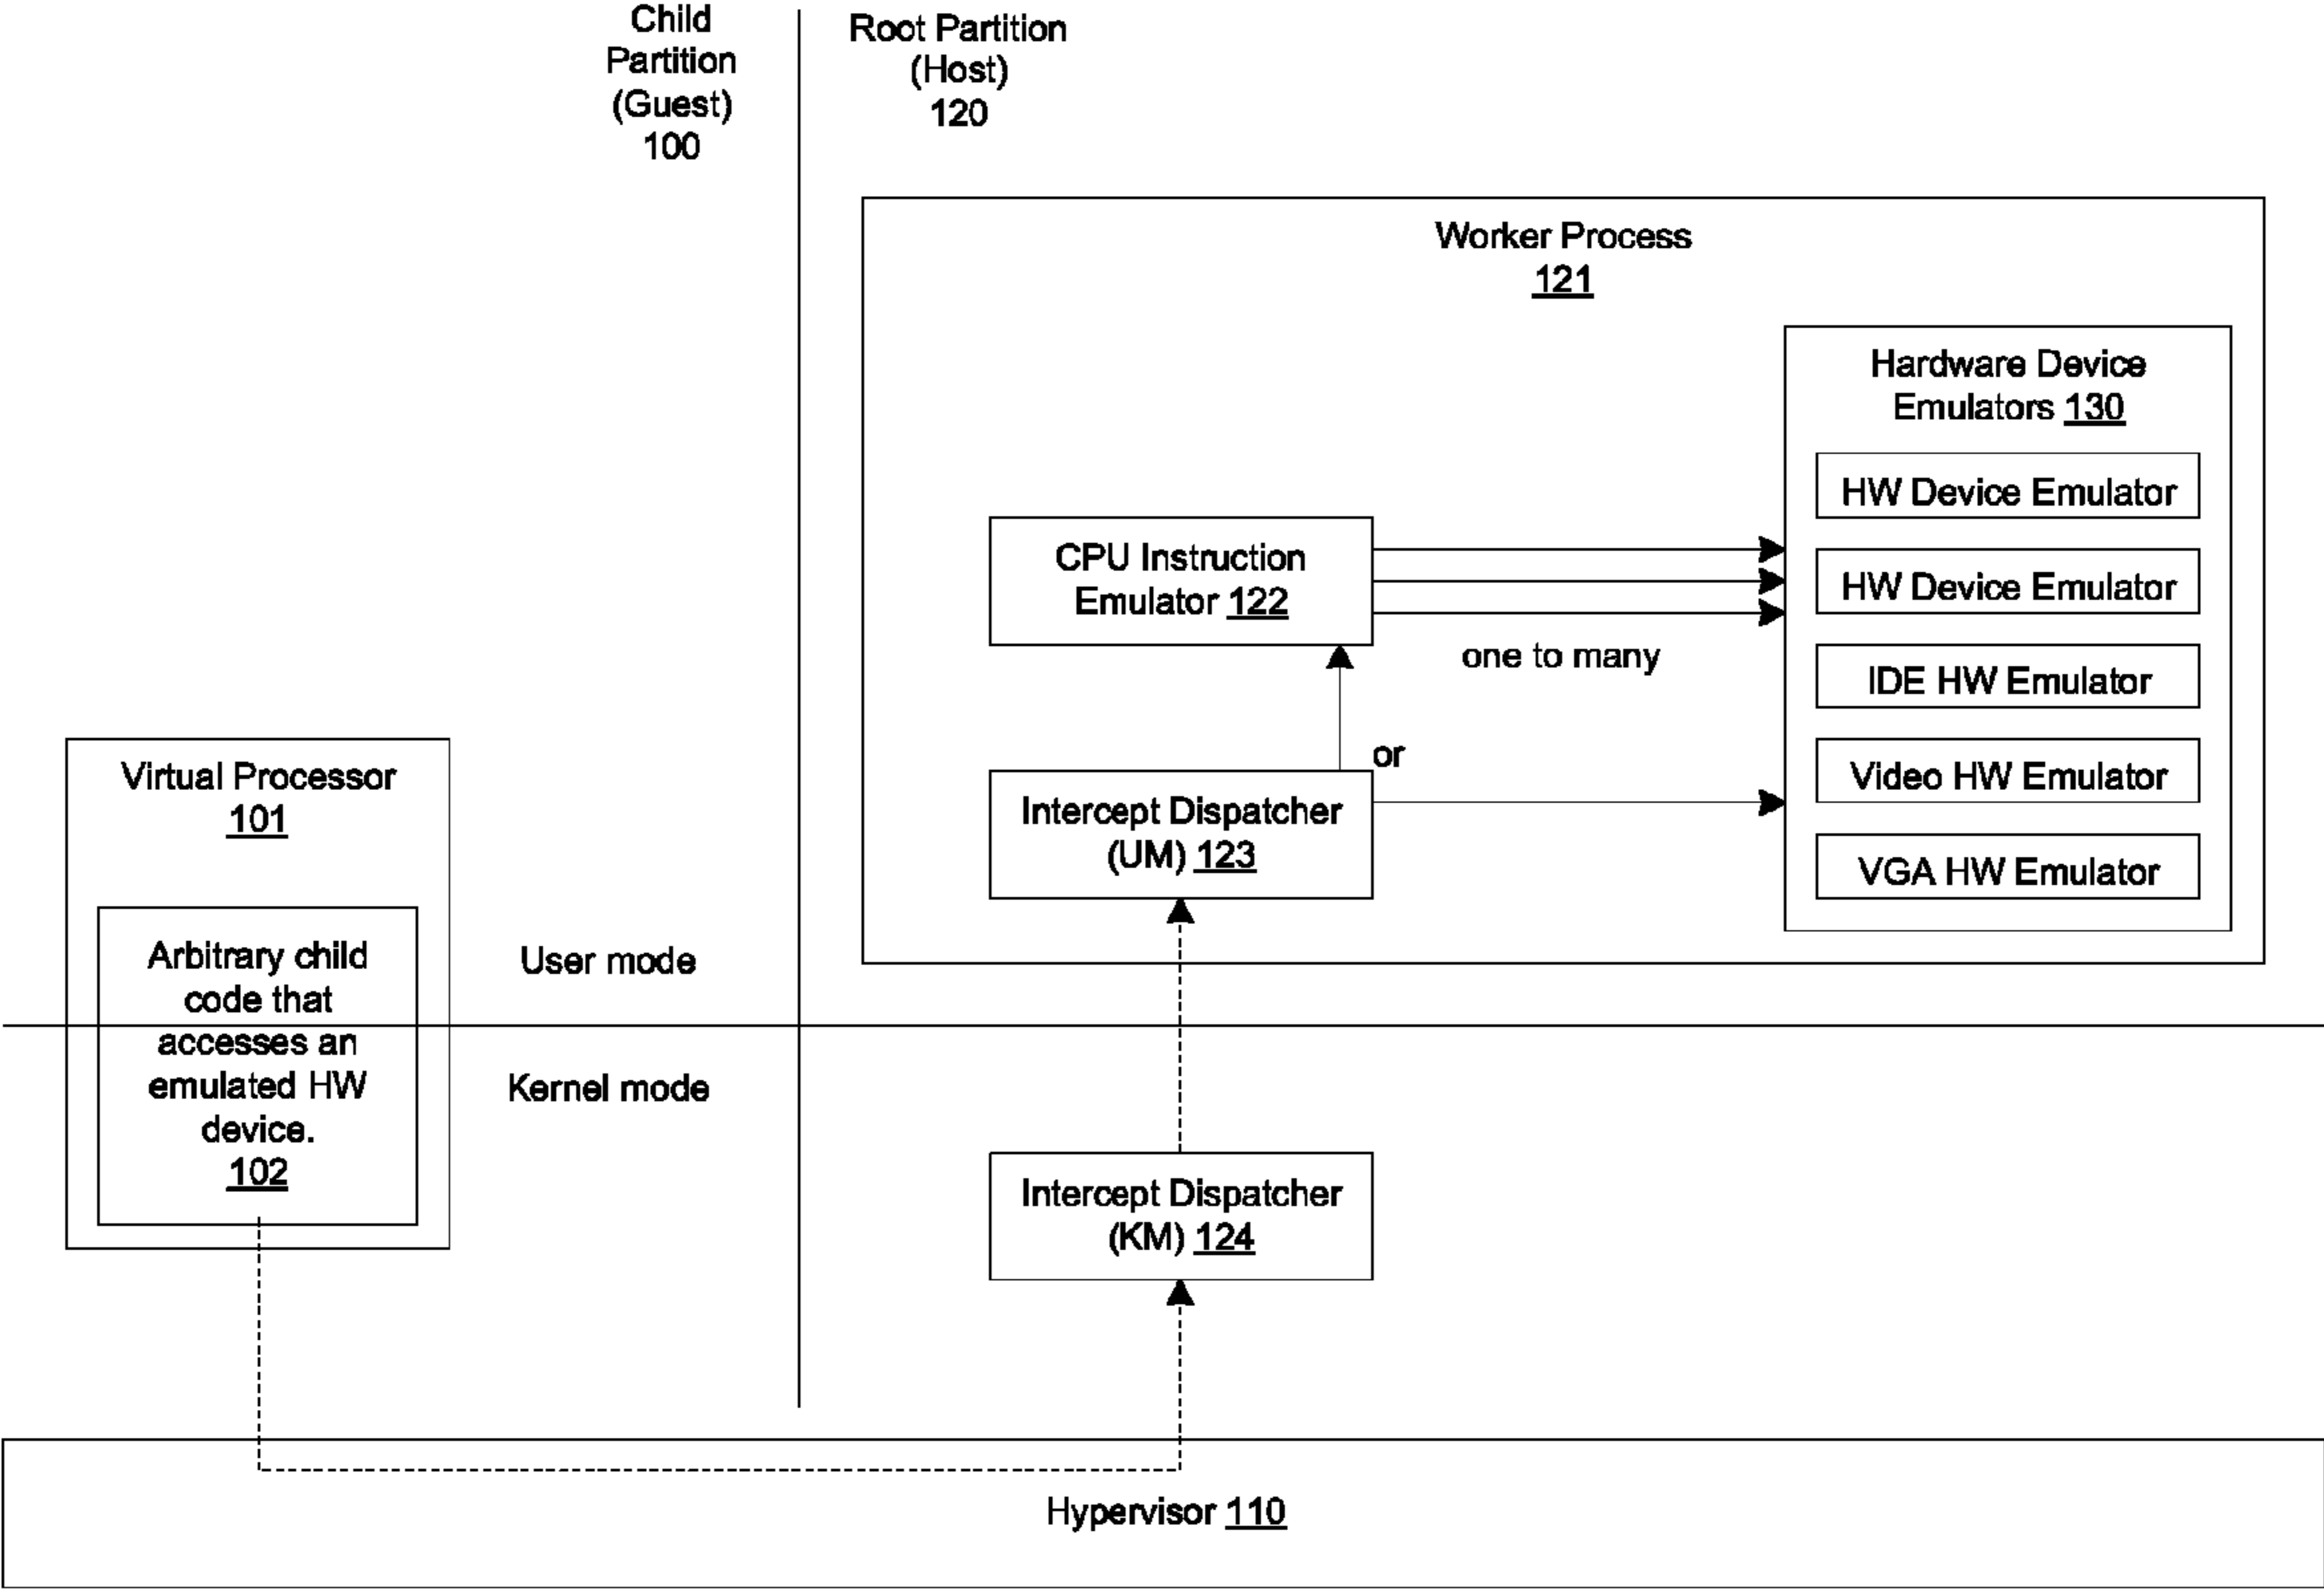 Child
Partition
(Guest)
100
Root Partition
(Host)
120
Worker Process
121
Hardware Device
Emulators 130
HW Device Emulator
HW Device Emulator
IDE HW Emulator
Video HW Emulator
VGA HW Emulator
CPU Instruction
Emulator 122
one to many
or
Intercept Dispatcher
(UM) 123
Virtual Processor
101
Arbitrary child
code that
accesses an
emulated HW
device.
102
User mode
Kernel mode
Intercept Dispatcher
(KM) 124
Hypervisor 110